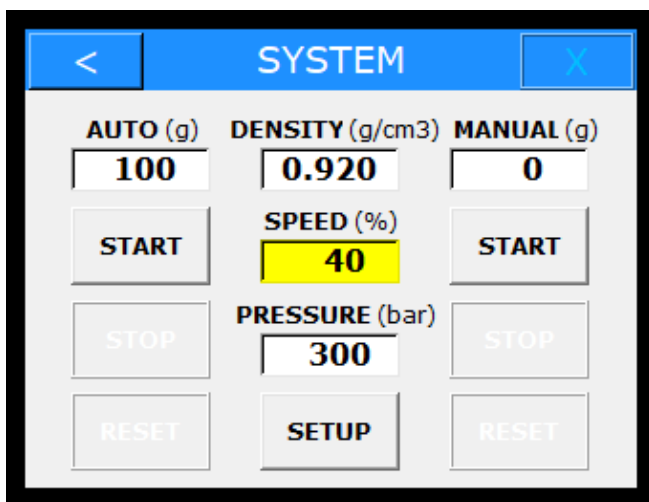 < SYSTEM X
AUTO (g) DENSITY (g/cm3) MANUAL (g)
100 0.920 0
START SPEED (%) START
40
STOP PRESSURE (bar) STOP
300
RESET SETUP RESET